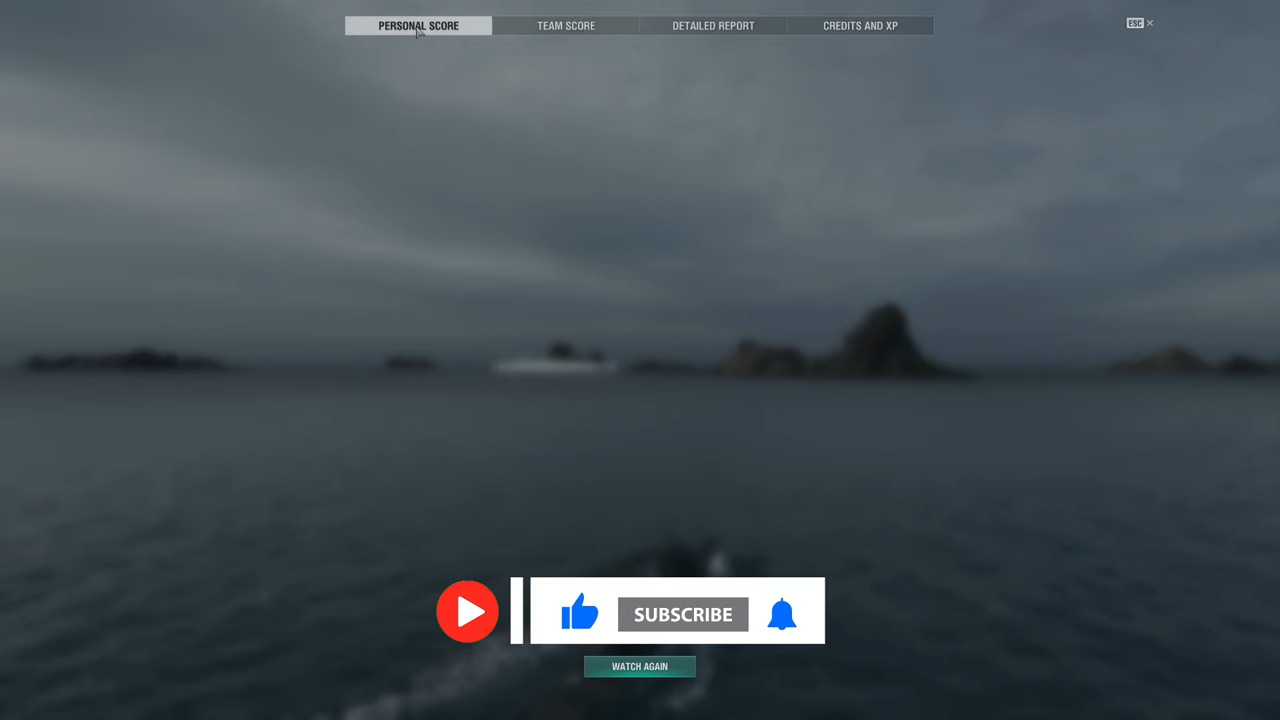 PERSONAL SCORE
TEAM SCORE
DETAILED REPORT
CREDITS AND XP
ESC
SUBSCRIBE
WATCH AGAIN